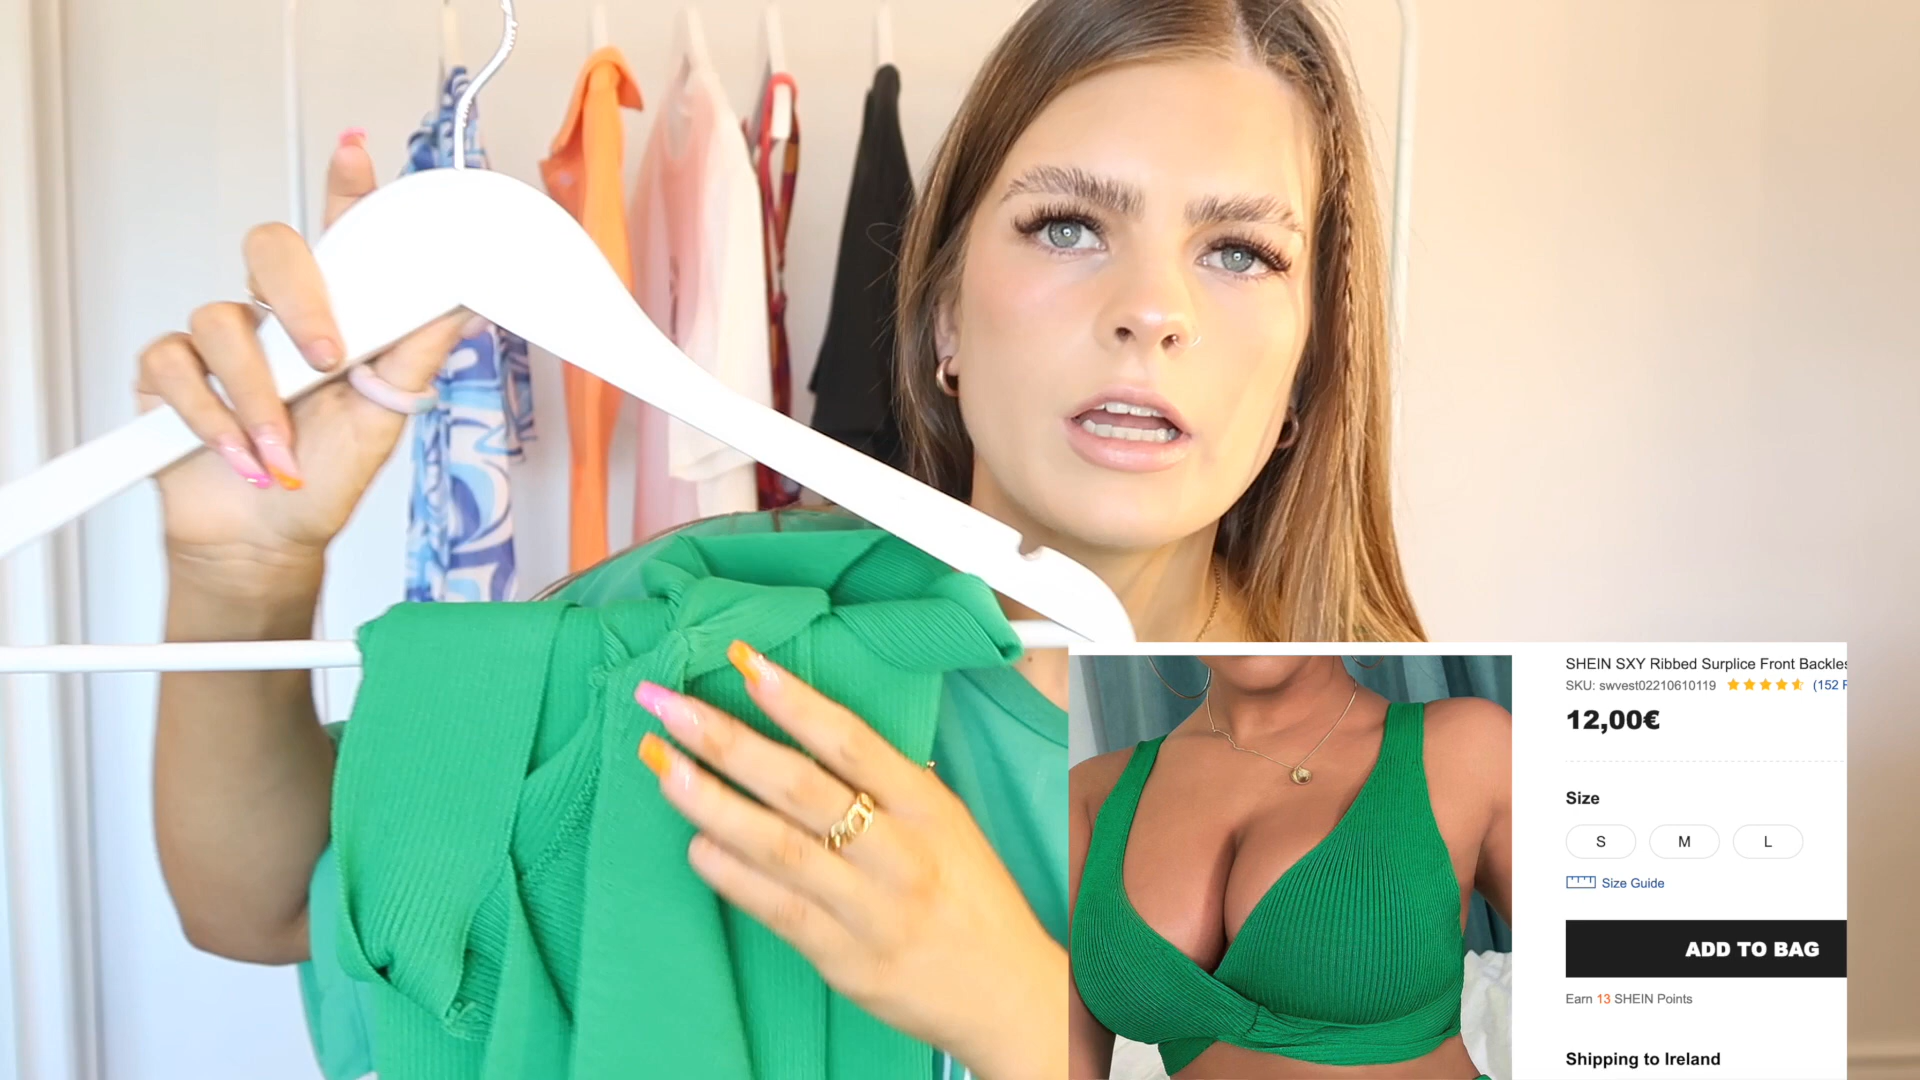 SHEIN SXY Ribbed Surplice Front Backles
SKU: swvest02210610119 (152 F
12,00€
Size
S M L
Size Guide
ADD TO BAG
Earn 13 SHEIN Points
Shipping to Ireland